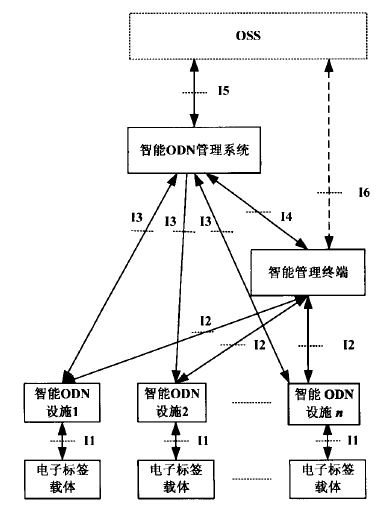 OSS
I5
智能ODN管理系统
I3
I3
I3
I4
I6
智能管理终端
I2
I2
I2
智能ODN
设施1
智能ODN
设施2
智能 ODN
设施 n
I1
I1
I1
电子标签
载体
电子标签
载体
电子标签
载体